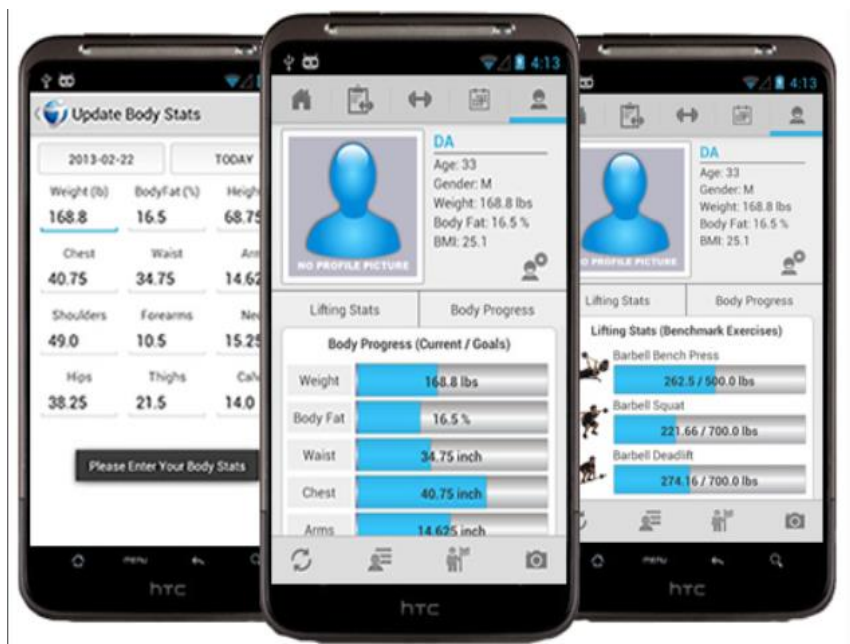 Update Body Stats
2013-02-22 TODAY
Weight (lb) BodyFat (%)
168.8 16.5 68.75
Chest Waist
40.75 34.75 14.62
Shoulders Forearms
49.0 10.5 15.25
Hips Thighs
38.25 21.5 14.0
Please Enter Your Body Stats
MENU
hTC
4:13
DA
Age: 33
Gender: M
Weight: 168.8 lbs
Body Fat: 16.5 %
BMI: 25.1
NO PROFILE PICTURE
Lifting Stats Body Progress
Body Progress (Current / Goals)
Weight 168.8 lbs
Body Fat 16.5 %
Waist 34.75 inch
Chest 40.75 inch
Arms 14.625 inch
hTC
4:13
DA
Age: 33
Gender: M
Weight: 168.8 lbs
Body Fat: 16.5 %
BMI: 25.1
PROFILE PICTURE
Lifting Stats Body Progress
Lifting Stats (Benchmark Exercises)
Barbell Bench Press
262.5 / 500.0 lbs
Barbell Squat
221.66 / 700.0 lbs
Barbell Deadlift
274.16 / 700.0 lbs
MENU
hTC